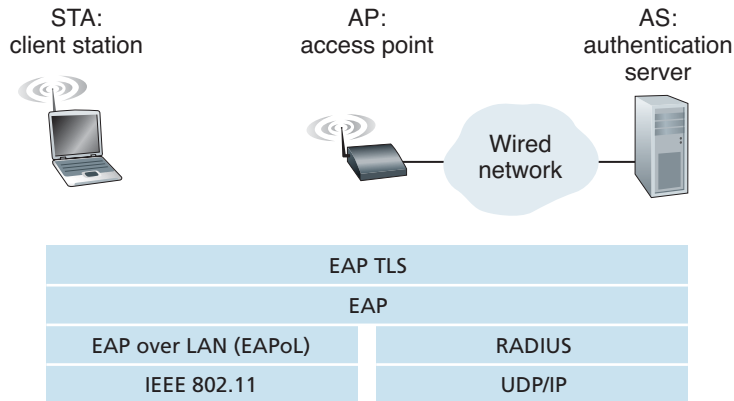 STA:
client station
AP:
access point
AS:
authentication
server
Wired
network
EAP TLS
EAP
EAP over LAN (EAPoL)
RADIUS
IEEE 802.11
UDP/IP